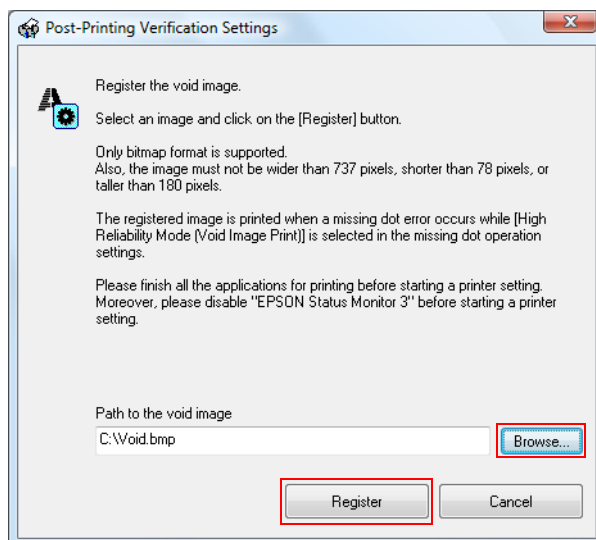 Post-Printing Verification Settings
Register the void image.
Select an image and click on the [Register] button.
Only bitmap format is supported.
Also, the image must not be wider than 737 pixels, shorter than 78 pixels, or
taller than 180 pixels.
The registered image is printed when a missing dot error occurs while [High
Reliability Mode (Void Image Print)] is selected in the missing dot operation
settings.
Please finish all the applications for printing before starting a printer setting.
Moreover, please disable "EPSON Status Monitor 3" before starting a printer
setting.
Path to the void image
C:\Void.bmp
Browse...
Register
Cancel